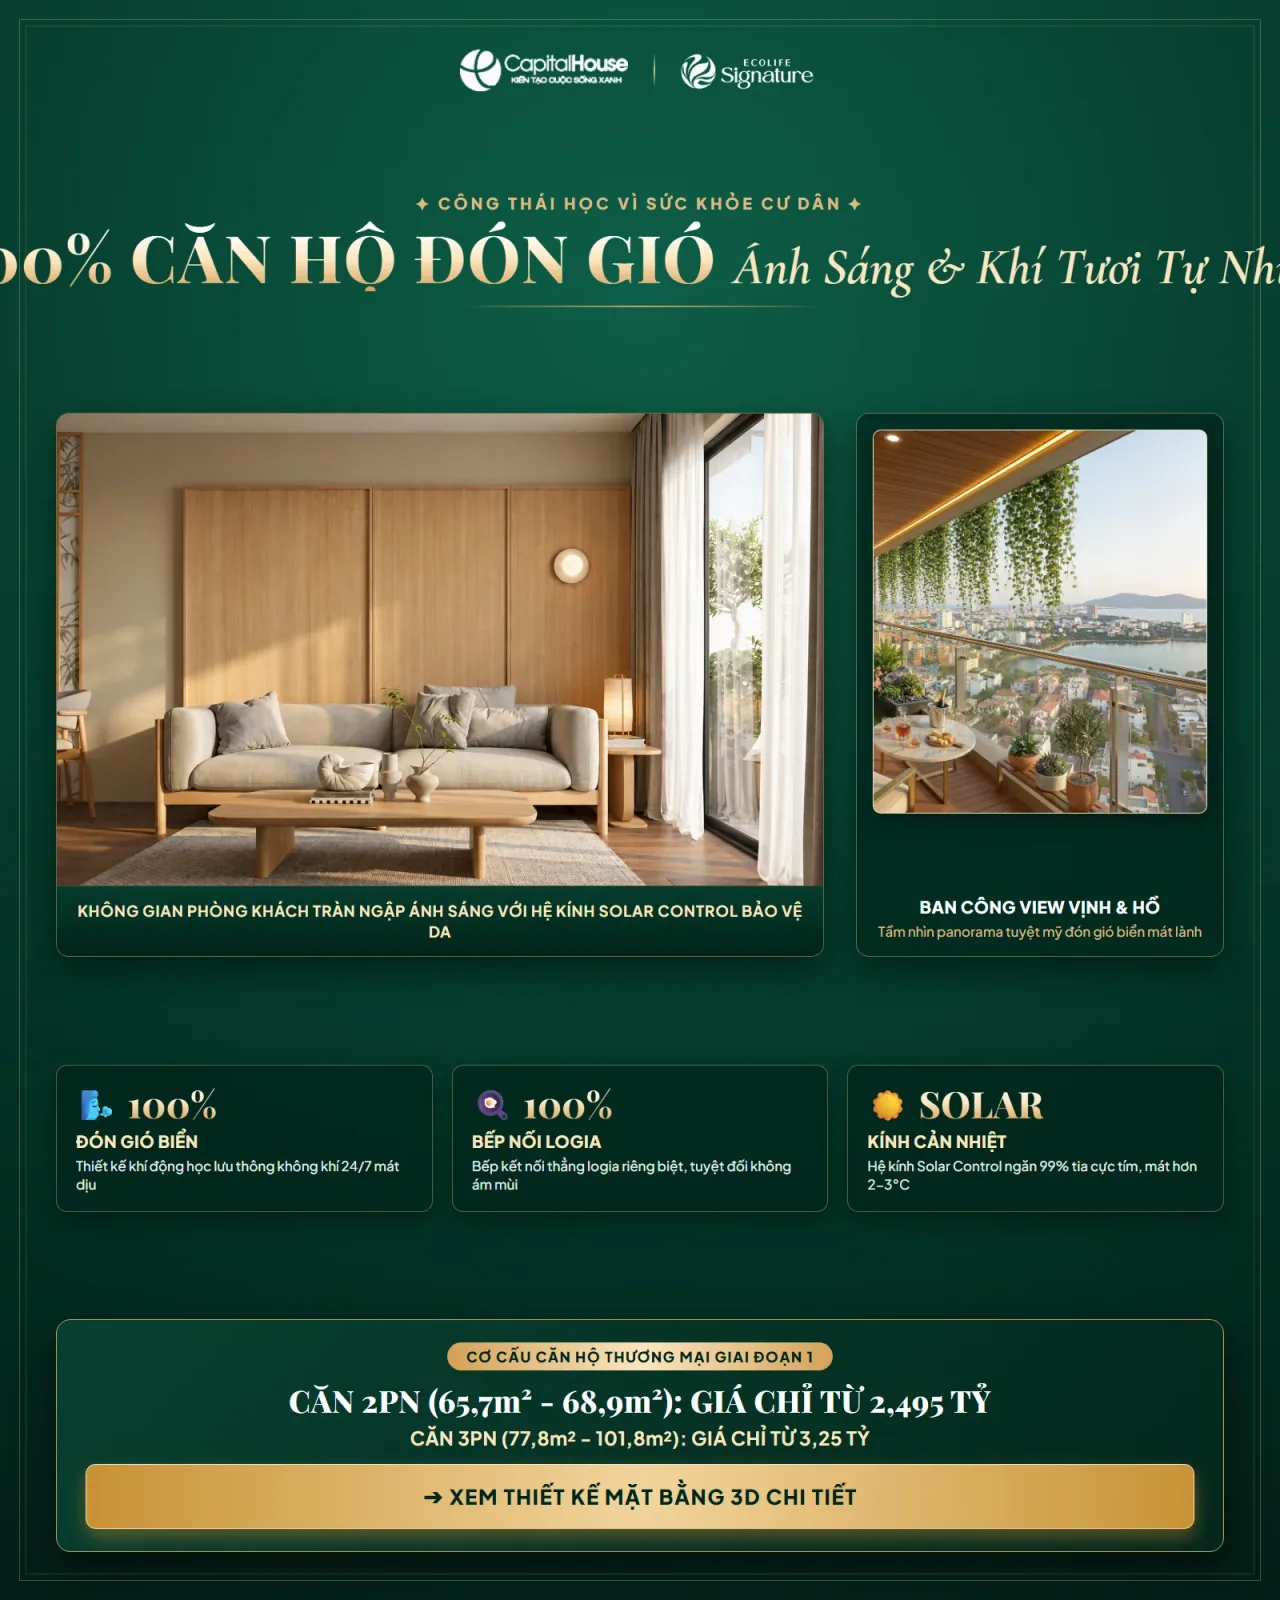 CapitalHouse
KIẾN TẠO CUỘC SỐNG XANH
ECOLIFE
Signature
✦ CÔNG THÁI HỌC VÌ SỨC KHỎE CƯ DÂN ✦
00% CĂN HỘ ĐÓN GIÓ Ánh Sáng & Khí Tươi Tự Nhi
KHÔNG GIAN PHÒNG KHÁCH TRÀN NGẬP ÁNH SÁNG VỚI HỆ KÍNH SOLAR CONTROL BẢO VỆ
DA
BAN CÔNG VIEW VỊNH & HỒ
Tầm nhìn panorama tuyệt mỹ đón gió biển mát lành
100%
ĐÓN GIÓ BIỂN
Thiết kế khí động học lưu thông không khí 24/7 mát
dịu
100%
BẾP NỐI LOGIA
Bếp kết nối thẳng logia riêng biệt, tuyệt đối không
ám mùi
SOLAR
KÍNH CẢN NHIỆT
Hệ kính Solar Control ngăn 99% tia cực tím, mát hơn
2-3°C
CƠ CẤU CĂN HỘ THƯƠNG MẠI GIAI ĐOẠN 1
CĂN 2PN (65,7m² - 68,9m²): GIÁ CHỈ TỪ 2,495 TỶ
CĂN 3PN (77,8m² - 101,8m²): GIÁ CHỈ TỪ 3,25 TỶ
➔ XEM THIẾT KẾ MẶT BẰNG 3D CHI TIẾT